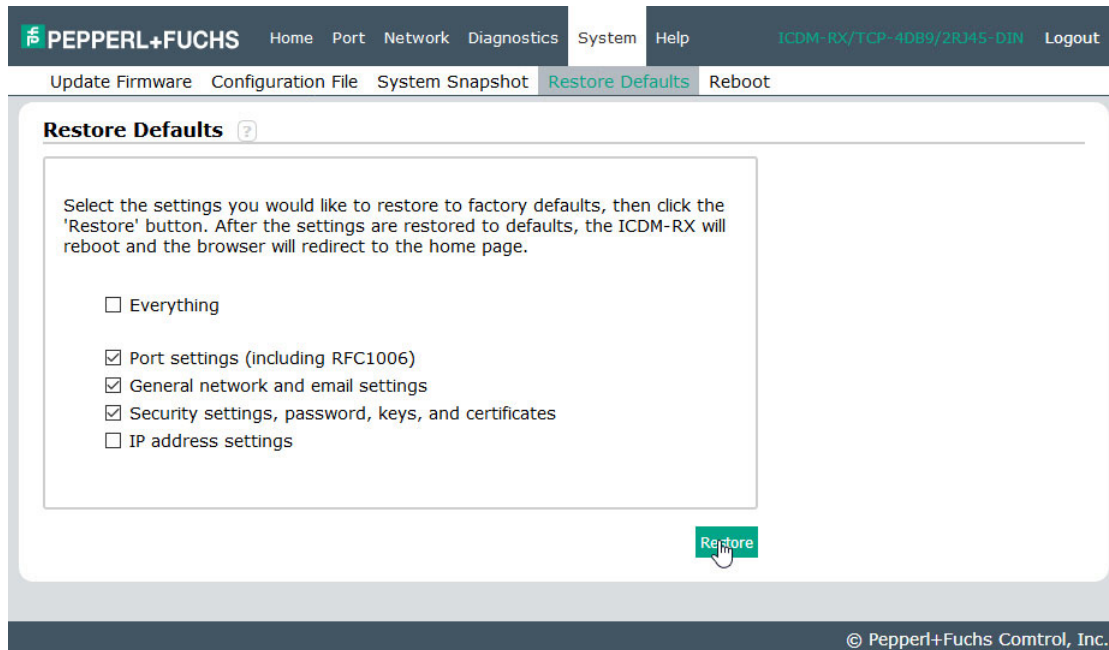 PEPPERL+FUCHS Home Port Network Diagnostics System Help ICDM-RX/TCP-4DB9/2RJ45-DIN Logout
Update Firmware Configuration File System Snapshot Restore Defaults Reboot
Restore Defaults ?
Select the settings you would like to restore to factory defaults, then click the
'Restore' button. After the settings are restored to defaults, the ICDM-RX will
reboot and the browser will redirect to the home page.
Everything
Port settings (including RFC1006)
General network and email settings
Security settings, password, keys, and certificates
IP address settings
Restore
© Pepperl+Fuchs Comtrol, Inc.